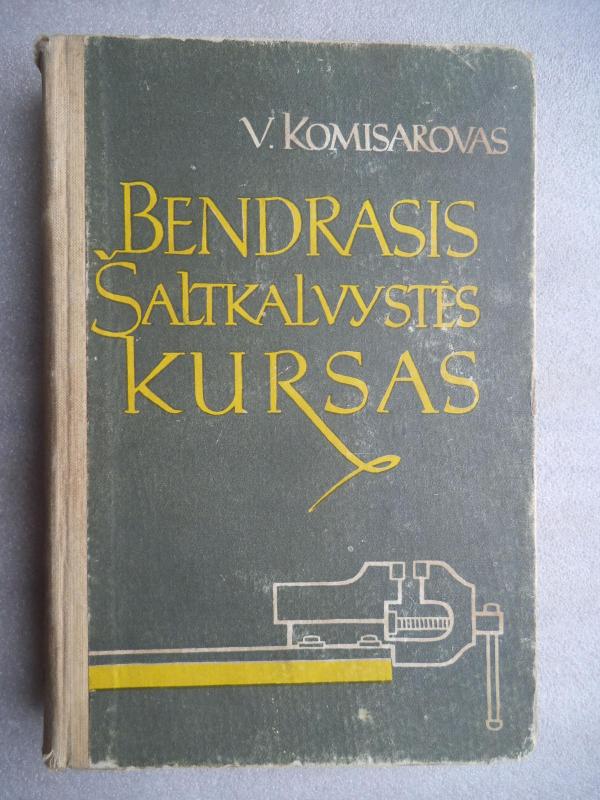 V. KOMISAROVAS
BENDRASIS
ŠALTKALVYSTĖS
KURSAS